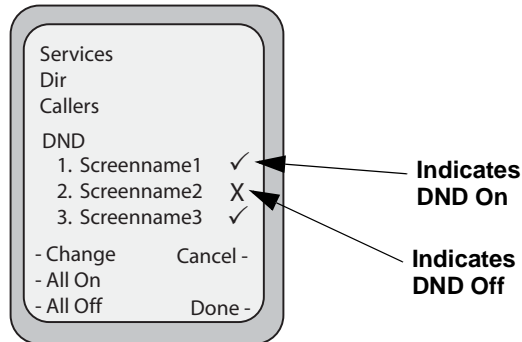 Services
Dir
Callers
DND
1. Screenname1 ✓
2. Screenname2 X
3. Screenname3 ✓
- Change Cancel -
- All On
- All Off Done -
Indicates
DND On
Indicates
DND Off